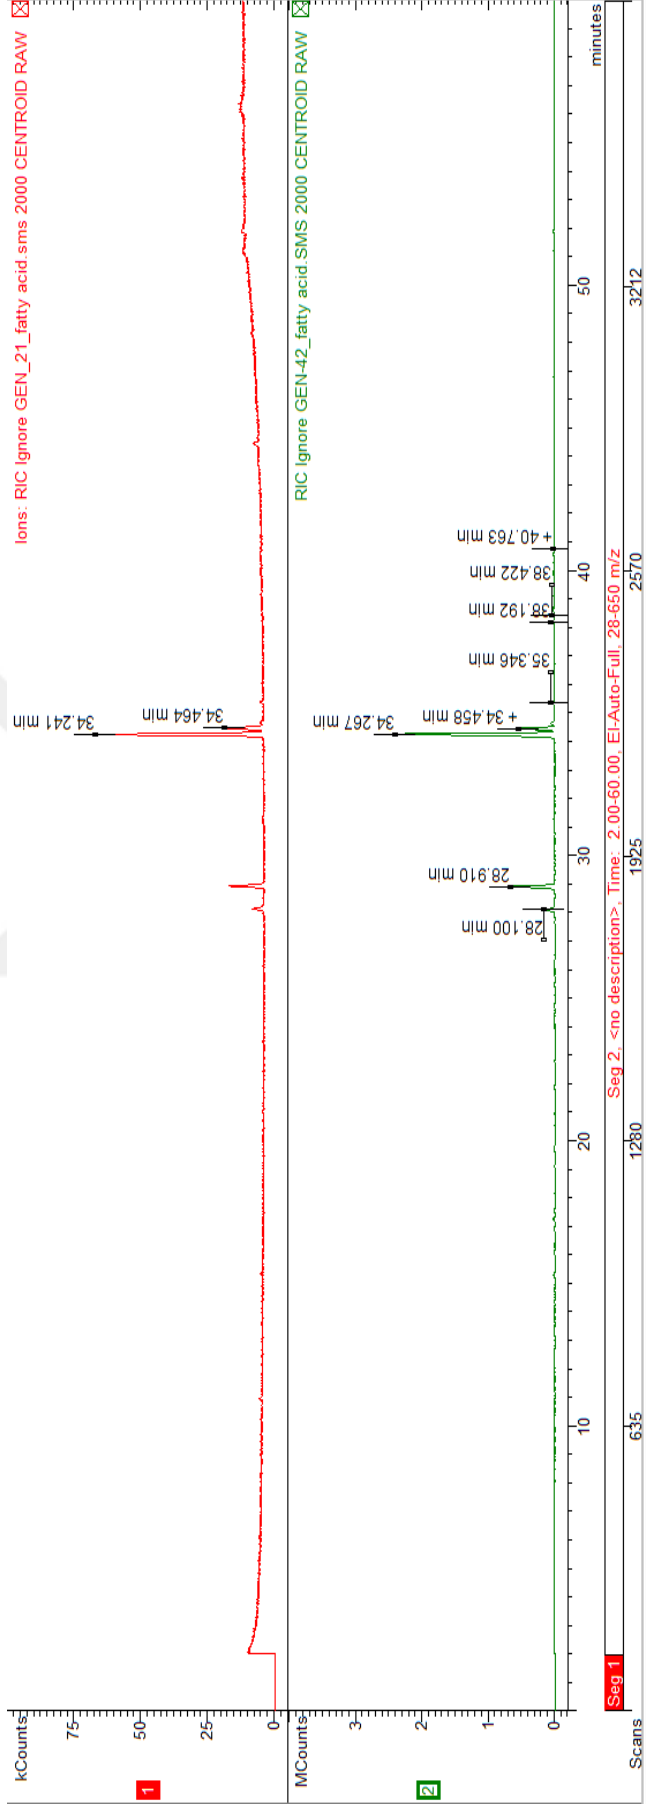 Ions: RIC Ignore GEN_21_fatty acid.sms 2000 CENTROID RAW
kCounts
75
50
25
0
1
34.241 min
34.464 min
RIC Ignore GEN-42_fatty acid.SMS 2000 CENTROID RAW
MCounts
3
2
1
0
2
28.100 min
28.910 min
34.267 min
+ 34.458 min
35.346 min
38.192 min
38.422 min
+ 40.763 min
10
20
30
40
50
minutes
Seg 1
Seg 2, <no description>, Time: 2.00-60.00, EI-Auto-Full, 28-650 m/z
Scans
635
1280
1925
2570
3212